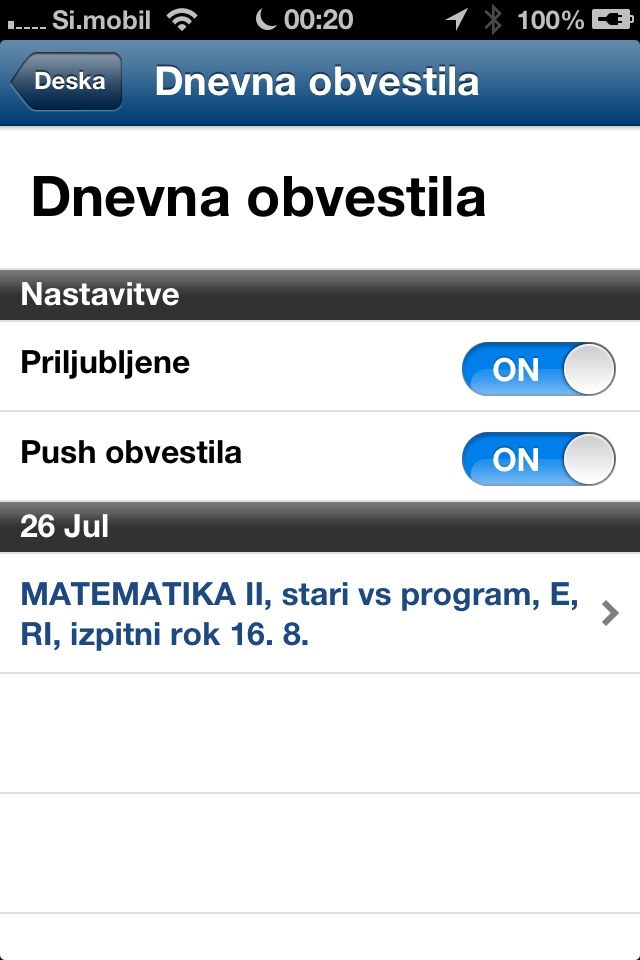 Si.mobil 00:20 100%
Deska Dnevna obvestila
Dnevna obvestila
Nastavitve
Priljubljene ON
Push obvestila ON
26 Jul
MATEMATIKA II, stari vs program, E,
RI, izpitni rok 16. 8.